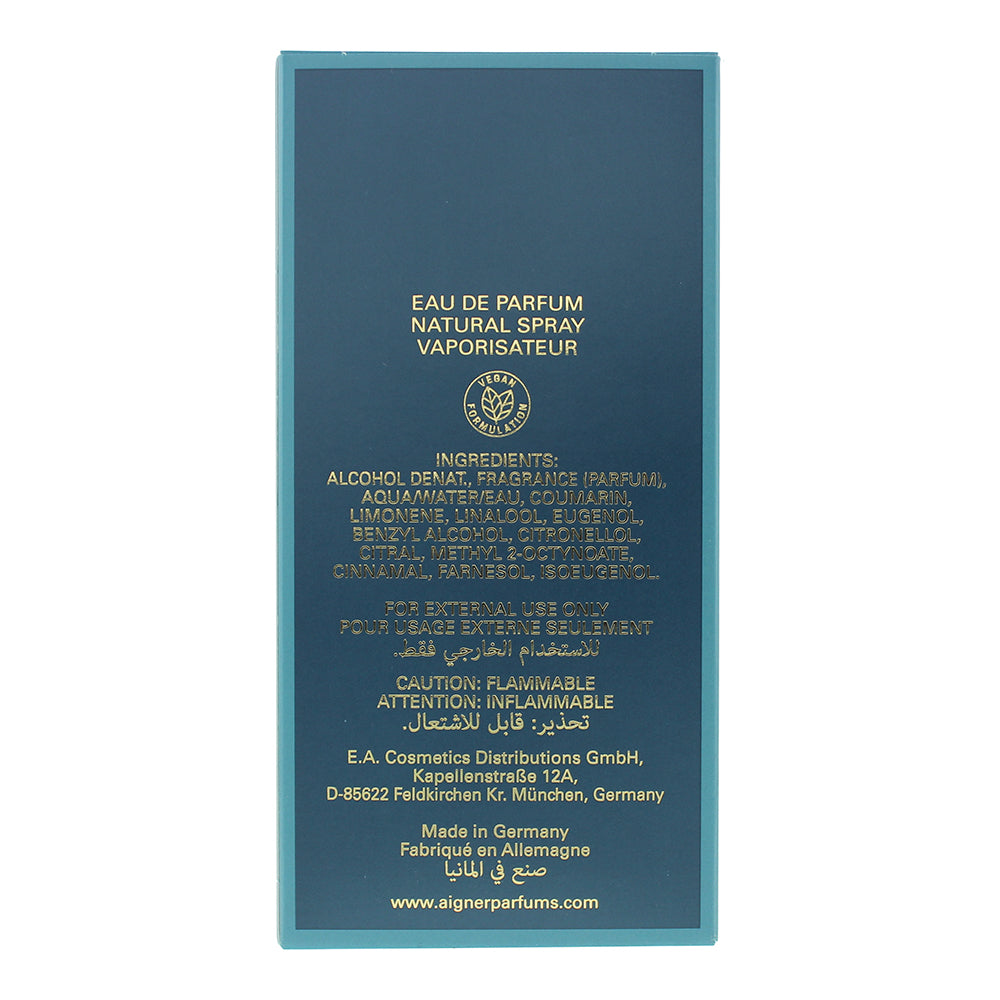 EAU DE PARFUM
NATURAL SPRAY
VAPORISATEUR
VEGAN
FORMULATION
INGREDIENTS:
ALCOHOL DENAT., FRAGRANCE (PARFUM),
AQUA/WATER/EAU, COUMARIN,
LIMONENE, LINALOOL, EUGENOL,
BENZYL ALCOHOL, CITRONELLOL,
CITRAL, METHYL 2-OCTYNOATE,
CINNAMAL, FARNESOL, ISOEUGENOL.
FOR EXTERNAL USE ONLY
POUR USAGE EXTERNE SEULEMENT
للاستخدام الخارجي فقط.
CAUTION: FLAMMABLE
ATTENTION: INFLAMMABLE
تحذير: قابل للاشتعال.
E.A. Cosmetics Distributions GmbH,
Kapellenstraße 12A,
D-85622 Feldkirchen Kr. München, Germany
Made in Germany
Fabriqué en Allemagne
صنع في المانيا
www.aignerparfums.com